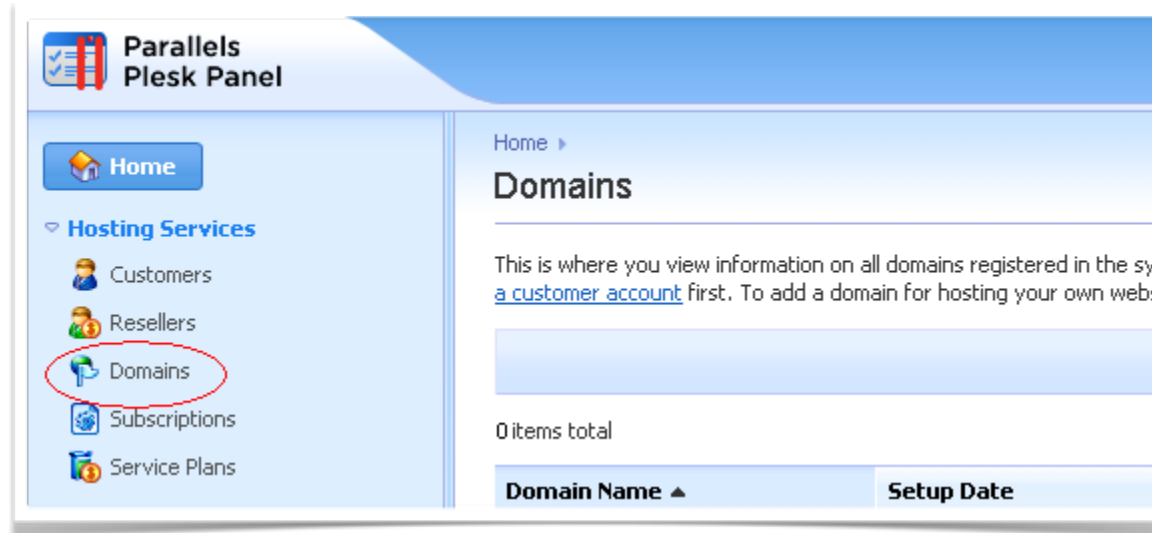 Parallels
Plesk Panel
Home
Hosting Services
Customers
Resellers
Domains
Subscriptions
Service Plans
Home
Domains
This is where you view information on all domains registered in the sy
a customer account first. To add a domain for hosting your own webs
0 items total
Domain Name Setup Date